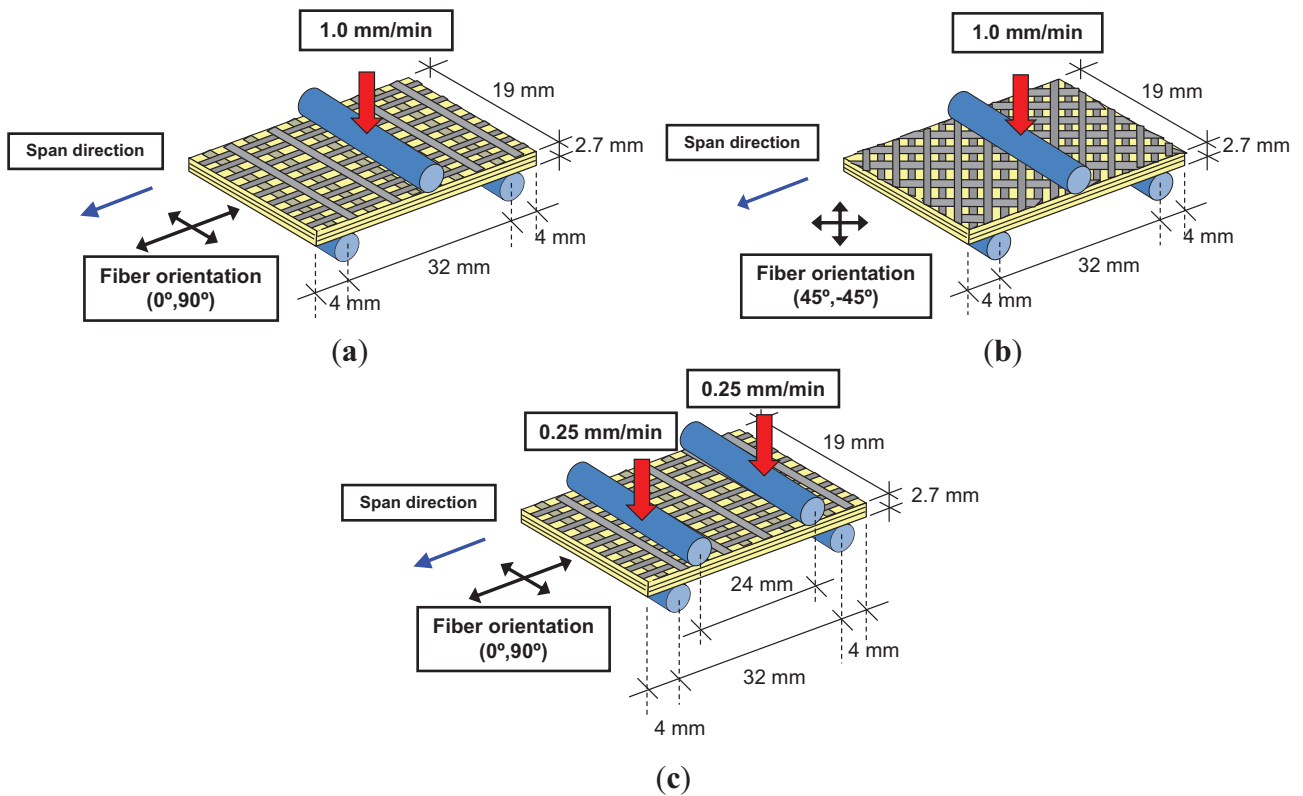 1.0 mm/min
19 mm
2.7 mm
Span direction
4 mm
32 mm
Fiber orientation
(0º,90º)
4 mm
(a)
1.0 mm/min
19 mm
2.7 mm
Span direction
4 mm
32 mm
Fiber orientation
(45º,-45º)
4 mm
(b)
0.25 mm/min
0.25 mm/min
19 mm
2.7 mm
Span direction
24 mm
Fiber orientation
(0º,90º)
4 mm
32 mm
4 mm
(c)